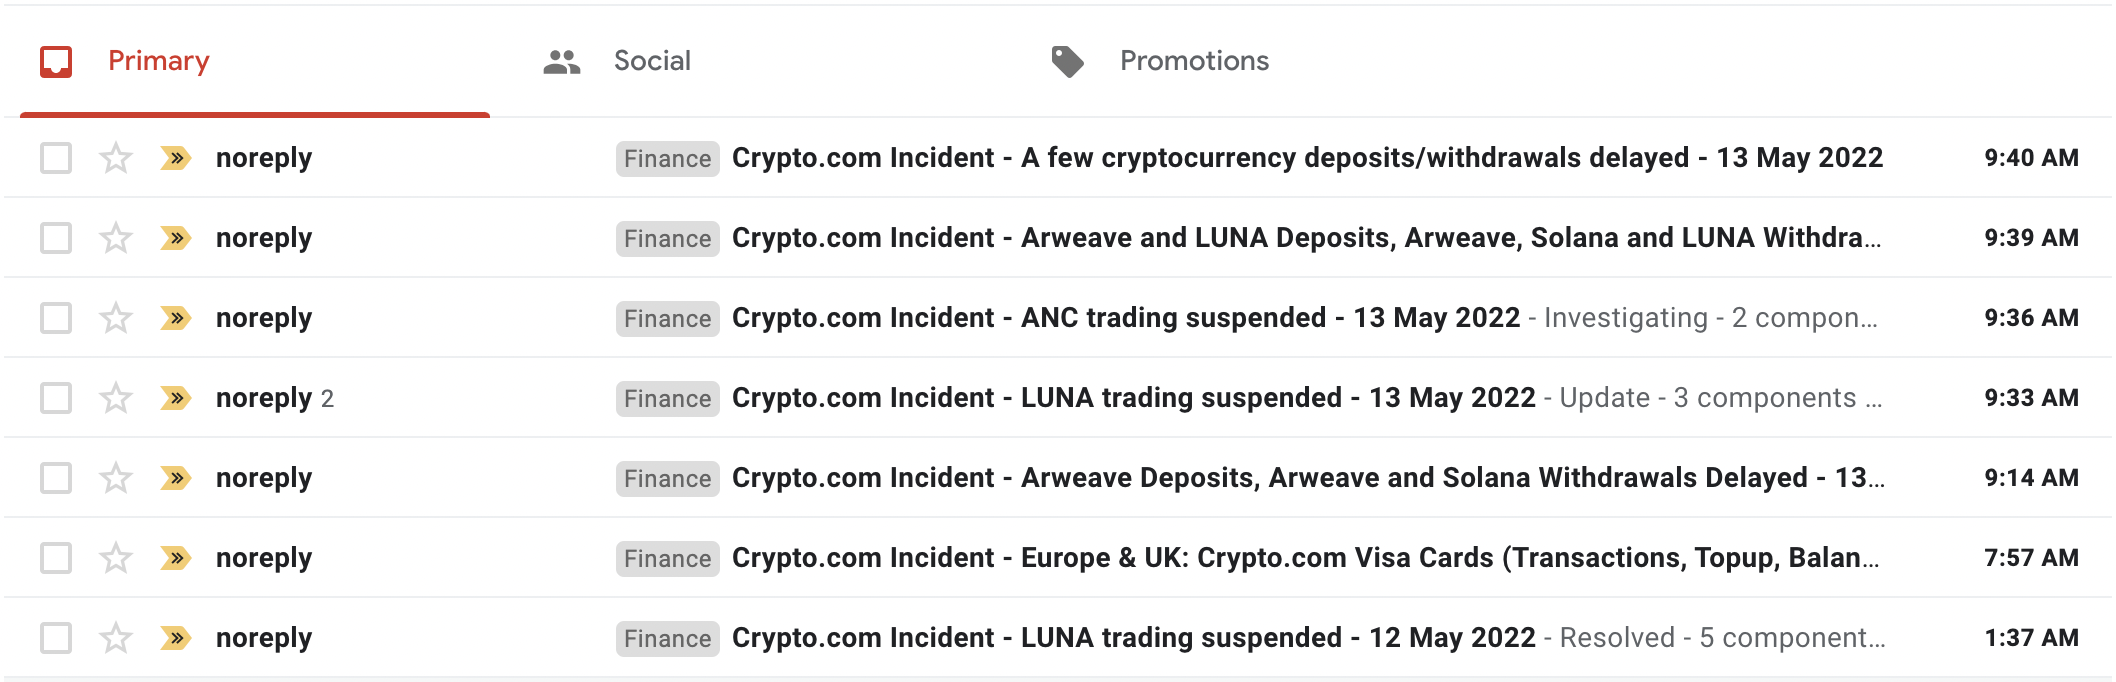 Primary Social Promotions
noreply Finance Crypto.com Incident - A few cryptocurrency deposits/withdrawals delayed - 13 May 2022 9:40 AM
noreply Finance Crypto.com Incident - Arweave and LUNA Deposits, Arweave, Solana and LUNA Withdra... 9:39 AM
noreply Finance Crypto.com Incident - ANC trading suspended - 13 May 2022 - Investigating - 2 compon... 9:36 AM
noreply 2 Finance Crypto.com Incident - LUNA trading suspended - 13 May 2022 - Update - 3 components ... 9:33 AM
noreply Finance Crypto.com Incident - Arweave Deposits, Arweave and Solana Withdrawals Delayed - 13... 9:14 AM
noreply Finance Crypto.com Incident - Europe & UK: Crypto.com Visa Cards (Transactions, Topup, Balan... 7:57 AM
noreply Finance Crypto.com Incident - LUNA trading suspended - 12 May 2022 - Resolved - 5 component... 1:37 AM